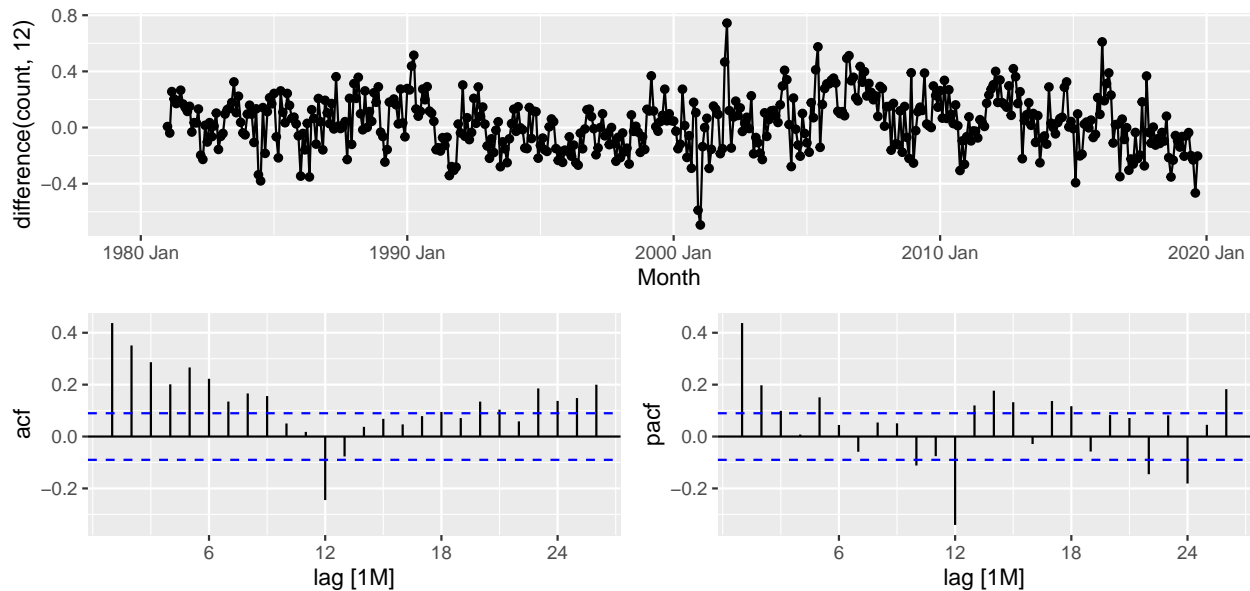 difference(count, 12)
0.8
0.4
0.0
−0.4
1980 Jan
1990 Jan
2000 Jan
2010 Jan
2020 Jan
Month
acf
0.4
0.2
0.0
−0.2
6
12
18
24
lag [1M]
pacf
0.4
0.2
0.0
−0.2
6
12
18
24
lag [1M]